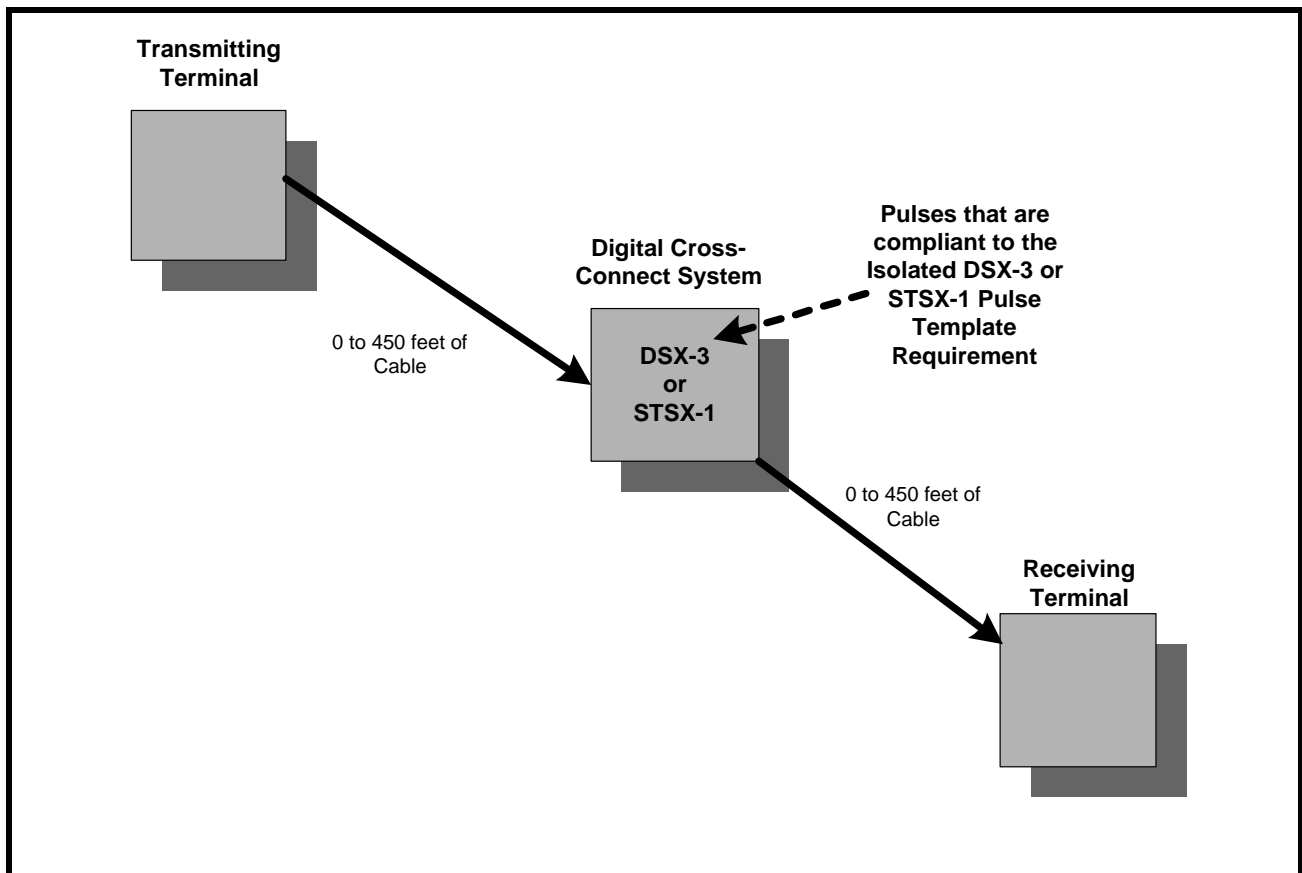 Transmitting
Terminal
Digital Cross-
Connect System
Pulses that are
compliant to the
Isolated DSX-3 or
STSX-1 Pulse
Template
Requirement
0 to 450 feet of
Cable
DSX-3
or
STSX-1
0 to 450 feet of
Cable
Receiving
Terminal